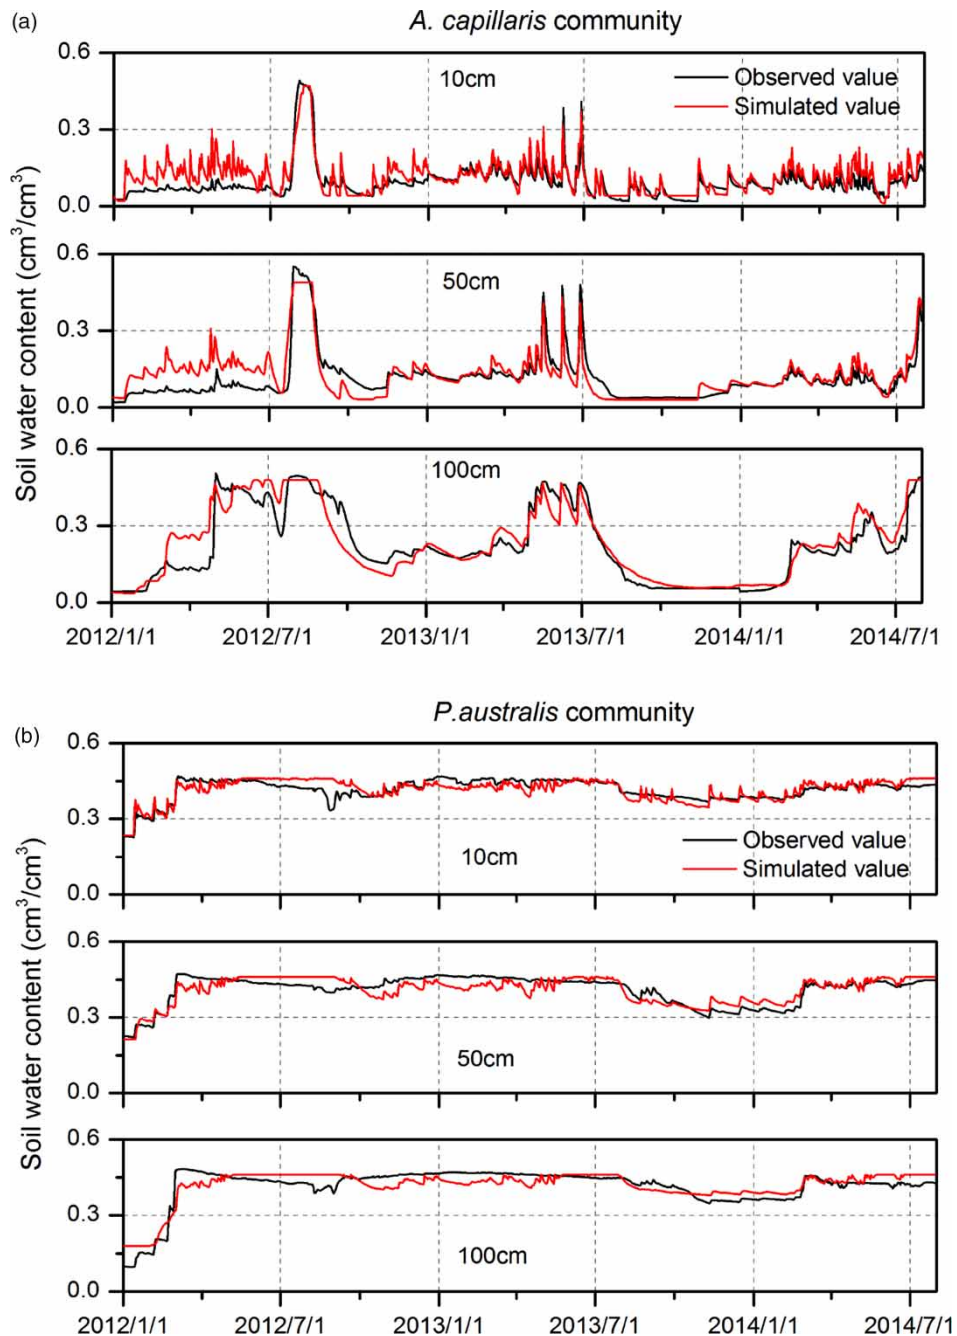 (a)
A. capillaris community
Soil water content (cm³/cm³)
0.6
0.3
0.0
10cm
Observed value
Simulated value
0.6
0.3
0.0
50cm
0.6
0.3
0.0
100cm
2012/1/1 2012/7/1 2013/1/1 2013/7/1 2014/1/1 2014/7/1
(b)
P.australis community
Soil water content (cm³/cm³)
0.6
0.3
0.0
10cm
Observed value
Simulated value
0.6
0.3
0.0
50cm
0.6
0.3
0.0
100cm
2012/1/1 2012/7/1 2013/1/1 2013/7/1 2014/1/1 2014/7/1